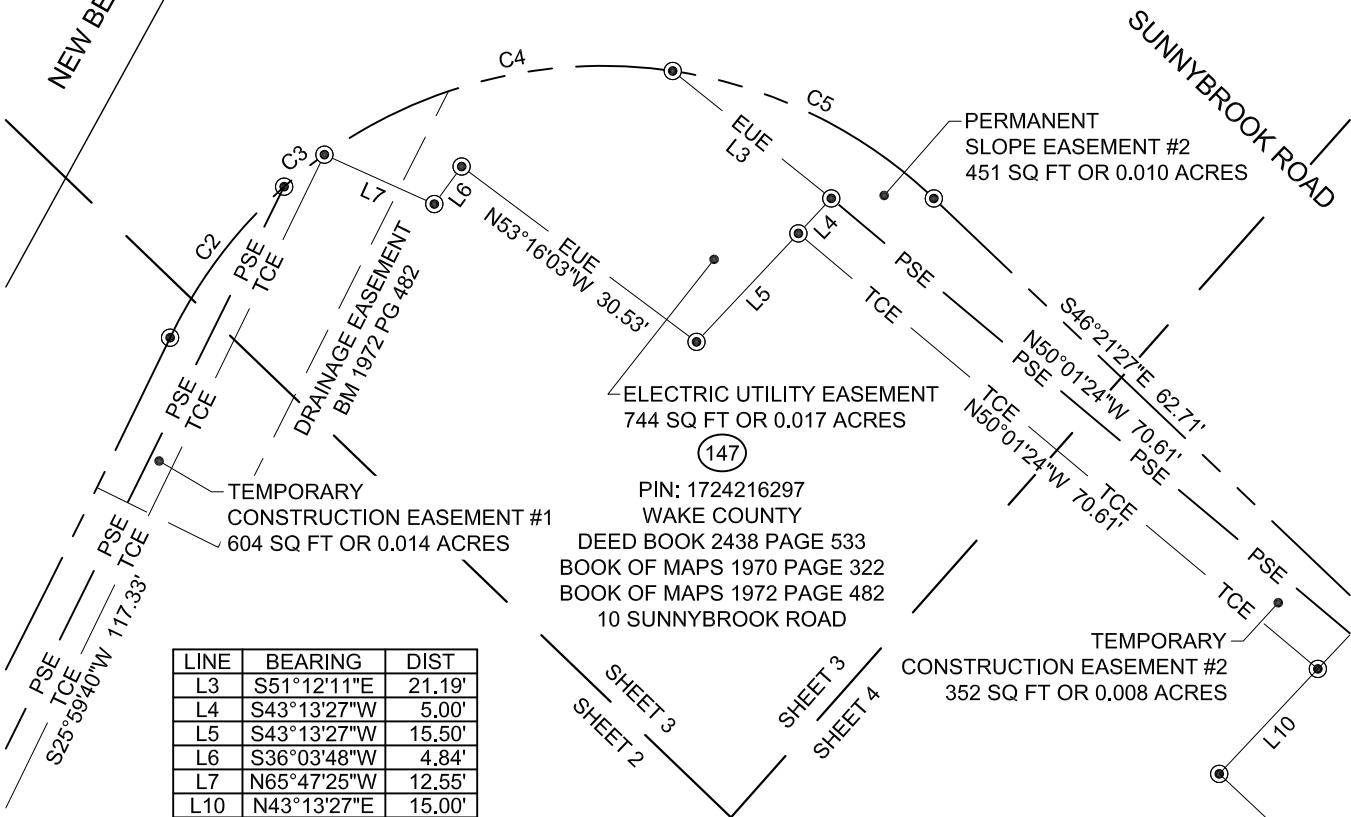 NEW BE
SUNNYBROOK ROAD
C4
C5
C3
C2
EUE
L3
PERMANENT
SLOPE EASEMENT #2
451 SQ FT OR 0.010 ACRES
L7
L6
L4
L5
EUE
N53°16'03"W 30.53'
PSE
TCE
DRAINAGE EASEMENT
BM 1972 PG 482
PSE
TCE
S46°21'27"E 62.71'
N50°01'24"W 70.61'
PSE
PSE
TCE
N50°01'24"W 70.61'
TCE
ELECTRIC UTILITY EASEMENT
744 SQ FT OR 0.017 ACRES
PSE
TCE
147
PIN: 1724216297
WAKE COUNTY
DEED BOOK 2438 PAGE 533
BOOK OF MAPS 1970 PAGE 322
BOOK OF MAPS 1972 PAGE 482
10 SUNNYBROOK ROAD
TEMPORARY
CONSTRUCTION EASEMENT #1
604 SQ FT OR 0.014 ACRES
PSE
TCE
PSE
TCE
PSE
TCE
S25°59'40"W 117.33'
TEMPORARY
CONSTRUCTION EASEMENT #2
352 SQ FT OR 0.008 ACRES
L10
SHEET 3
SHEET 2
SHEET 3
SHEET 4
LINE BEARING DIST
L3 S51°12'11"E 21.19'
L4 S43°13'27"W 5.00'
L5 S43°13'27"W 15.50'
L6 S36°03'48"W 4.84'
L7 N65°47'25"W 12.55'
L10 N43°13'27"E 15.00'